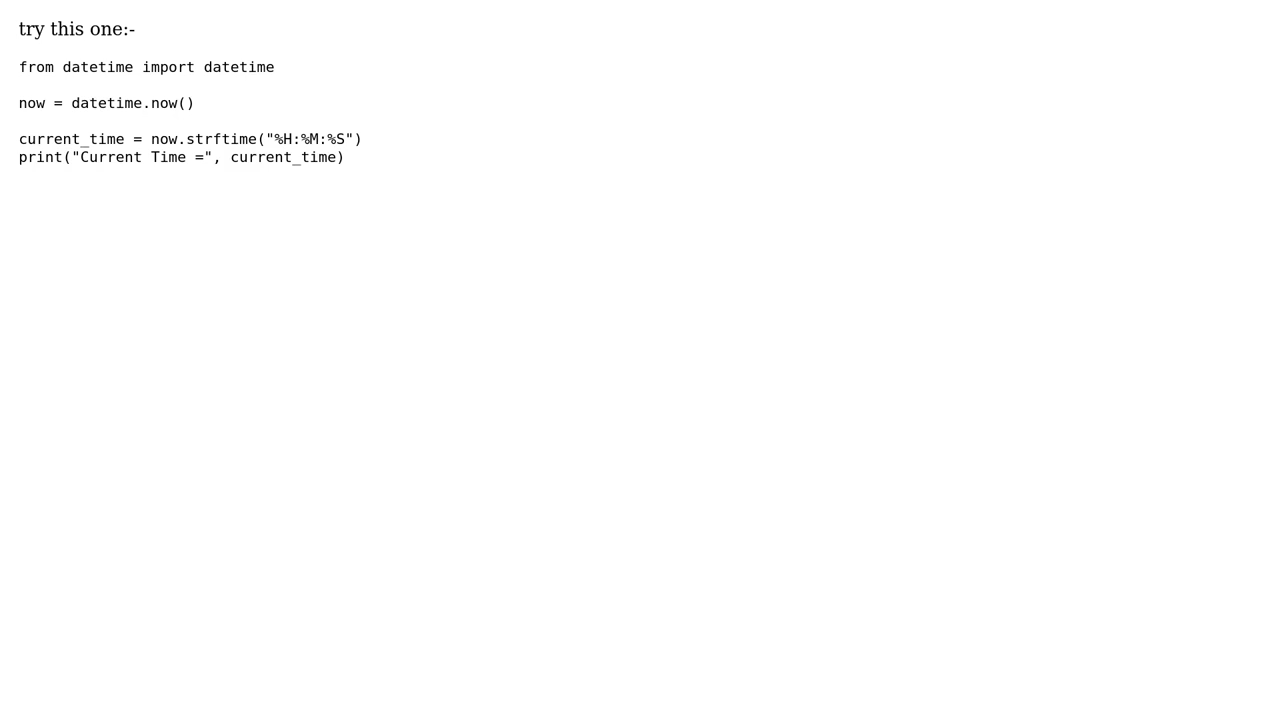 try this one:-
from datetime import datetime
now = datetime.now()
current_time = now.strftime("%H:%M:%S")
print("Current Time =", current_time)